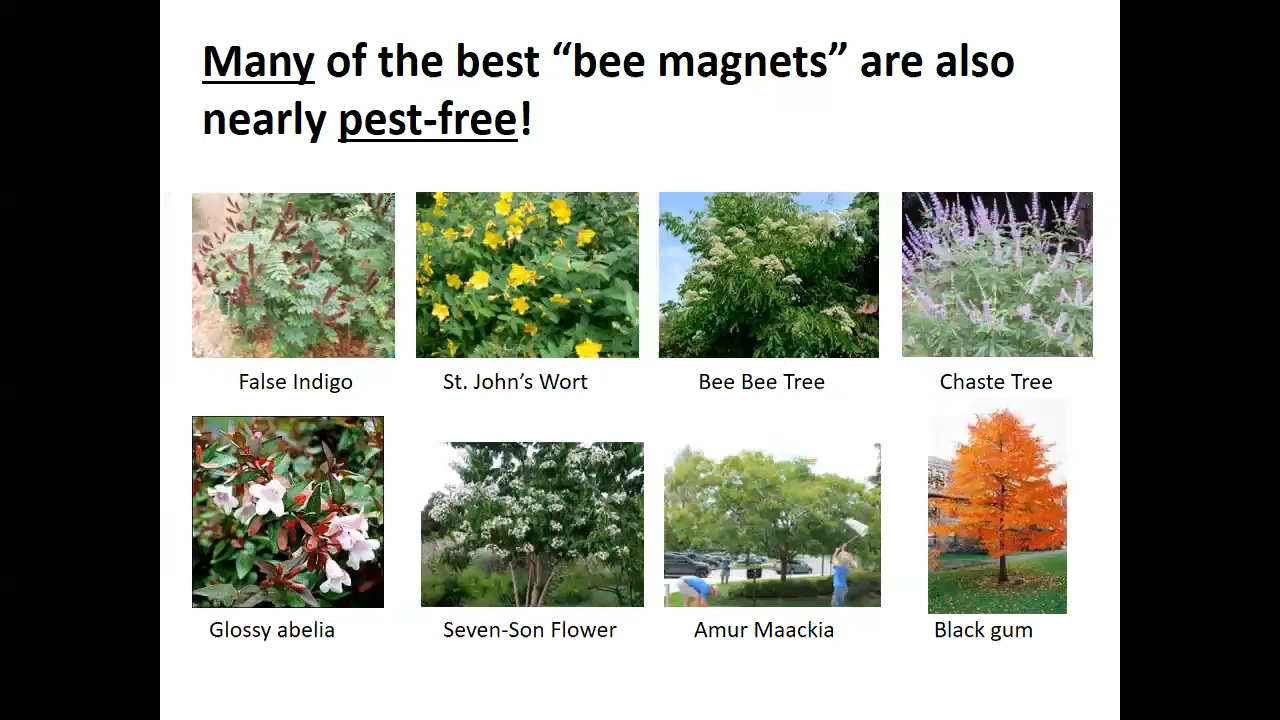 Many of the best “bee magnets” are also
nearly pest-free!
False Indigo
St. John’s Wort
Bee Bee Tree
Chaste Tree
Glossy abelia
Seven-Son Flower
Amur Maackia
Black gum